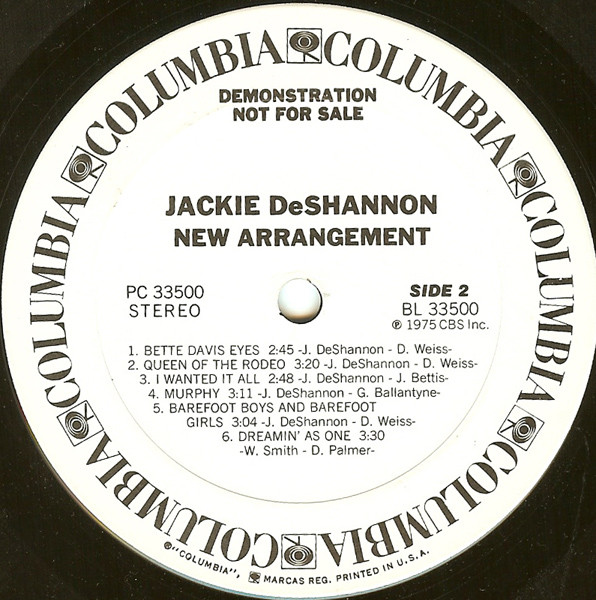 COLUMBIA COLUMBIA COLUMBIA COLUMBIA COLUMBIA COLUMBIA COLUMBIA COLUMBIA
DEMONSTRATION
NOT FOR SALE
JACKIE DeSHANNON
NEW ARRANGEMENT
PC 33500
STEREO
SIDE 2
BL 33500
℗ 1975 CBS Inc.
1. BETTE DAVIS EYES 2:45 -J. DeShannon - D. Weiss-
2. QUEEN OF THE RODEO 3:20 -J. DeShannon - D. Weiss-
3. I WANTED IT ALL 2:48 -J. DeShannon - J. Bettis-
4. MURPHY 3:11 -J. DeShannon - G. Ballantyne-
5. BAREFOOT BOYS AND BAREFOOT
GIRLS 3:04 -J. DeShannon - D. Weiss-
6. DREAMIN' AS ONE 3:30
-W. Smith - D. Palmer-
®"COLUMBIA", MARCAS REG. PRINTED IN U.S.A.